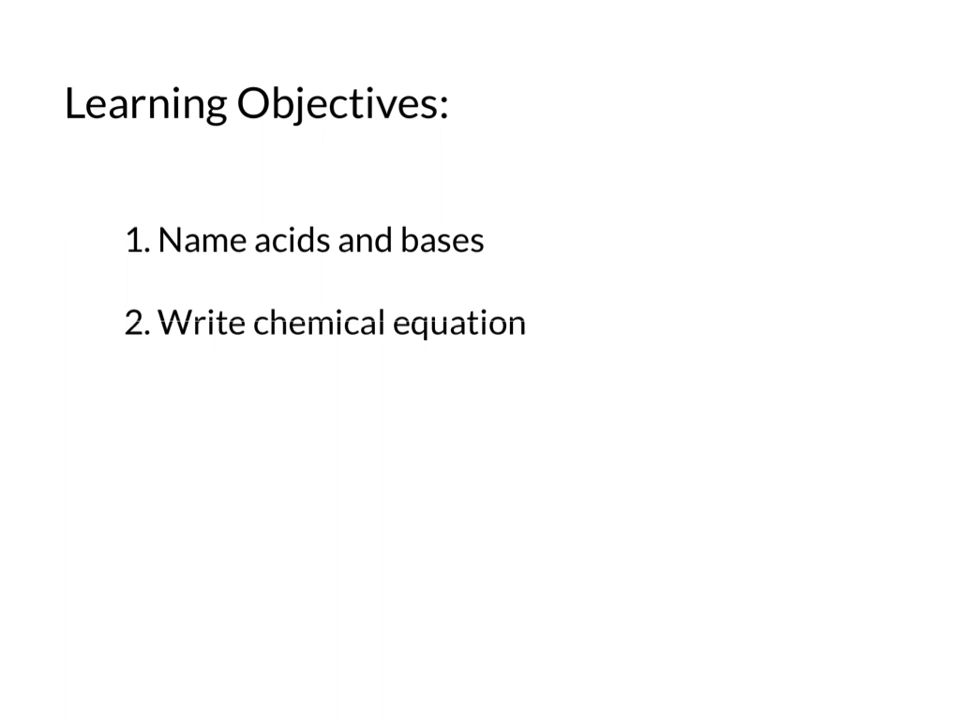 Learning Objectives:
1. Name acids and bases
2. Write chemical equation